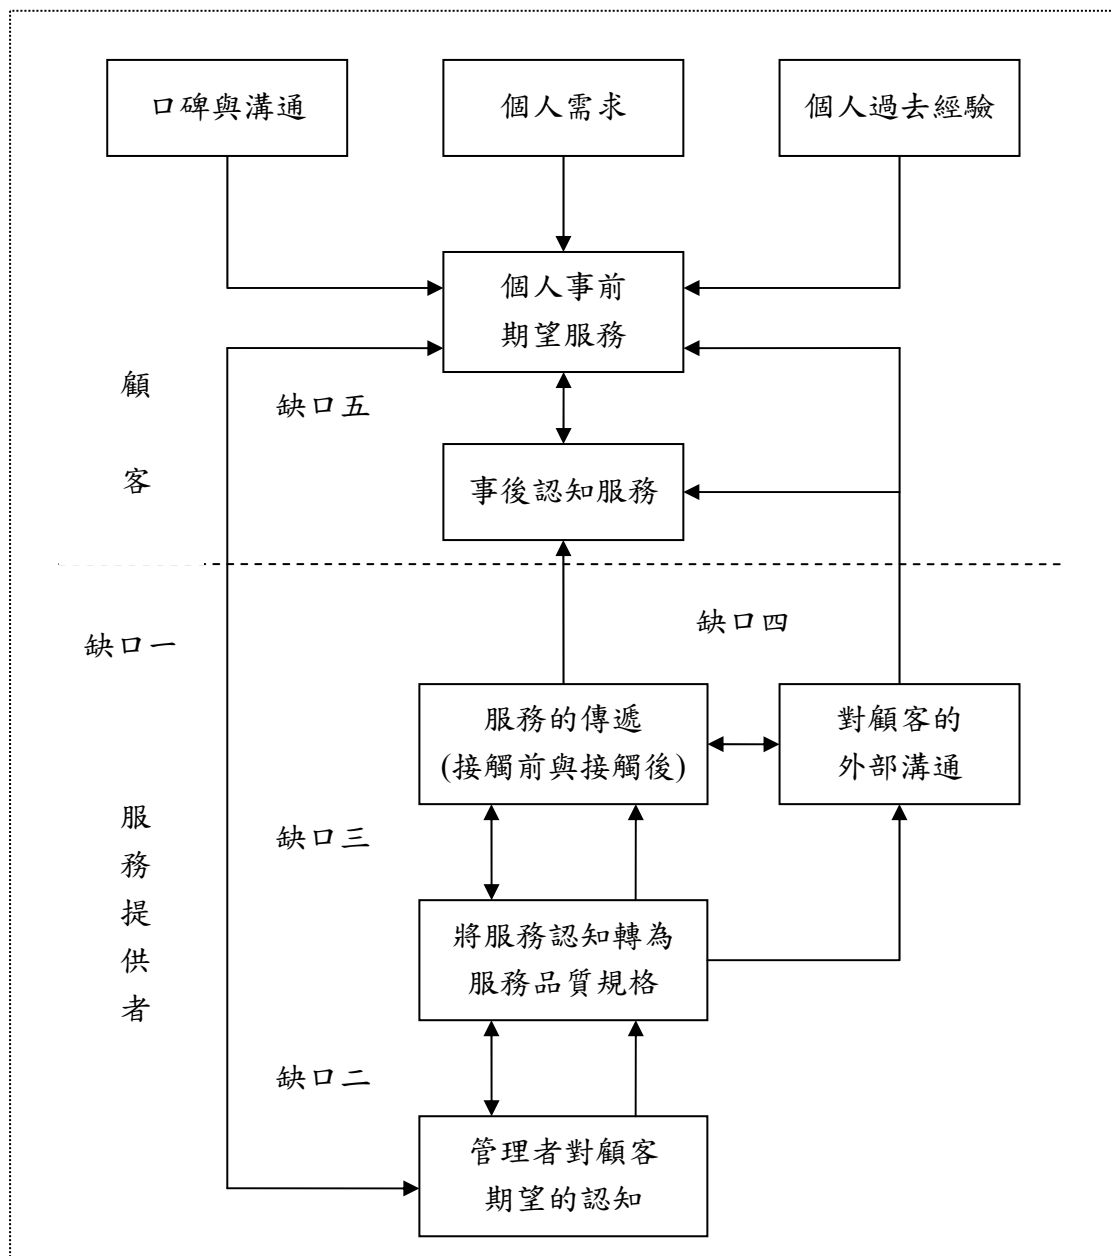 口碑與溝通
個人需求
個人過去經驗
個人事前
期望服務
顧
客
缺口五
事後認知服務
缺口一
缺口四
服務的傳遞
(接觸前與接觸後)
對顧客的
外部溝通
服
務
提
供
者
缺口三
將服務認知轉為
服務品質規格
缺口二
管理者對顧客
期望的認知